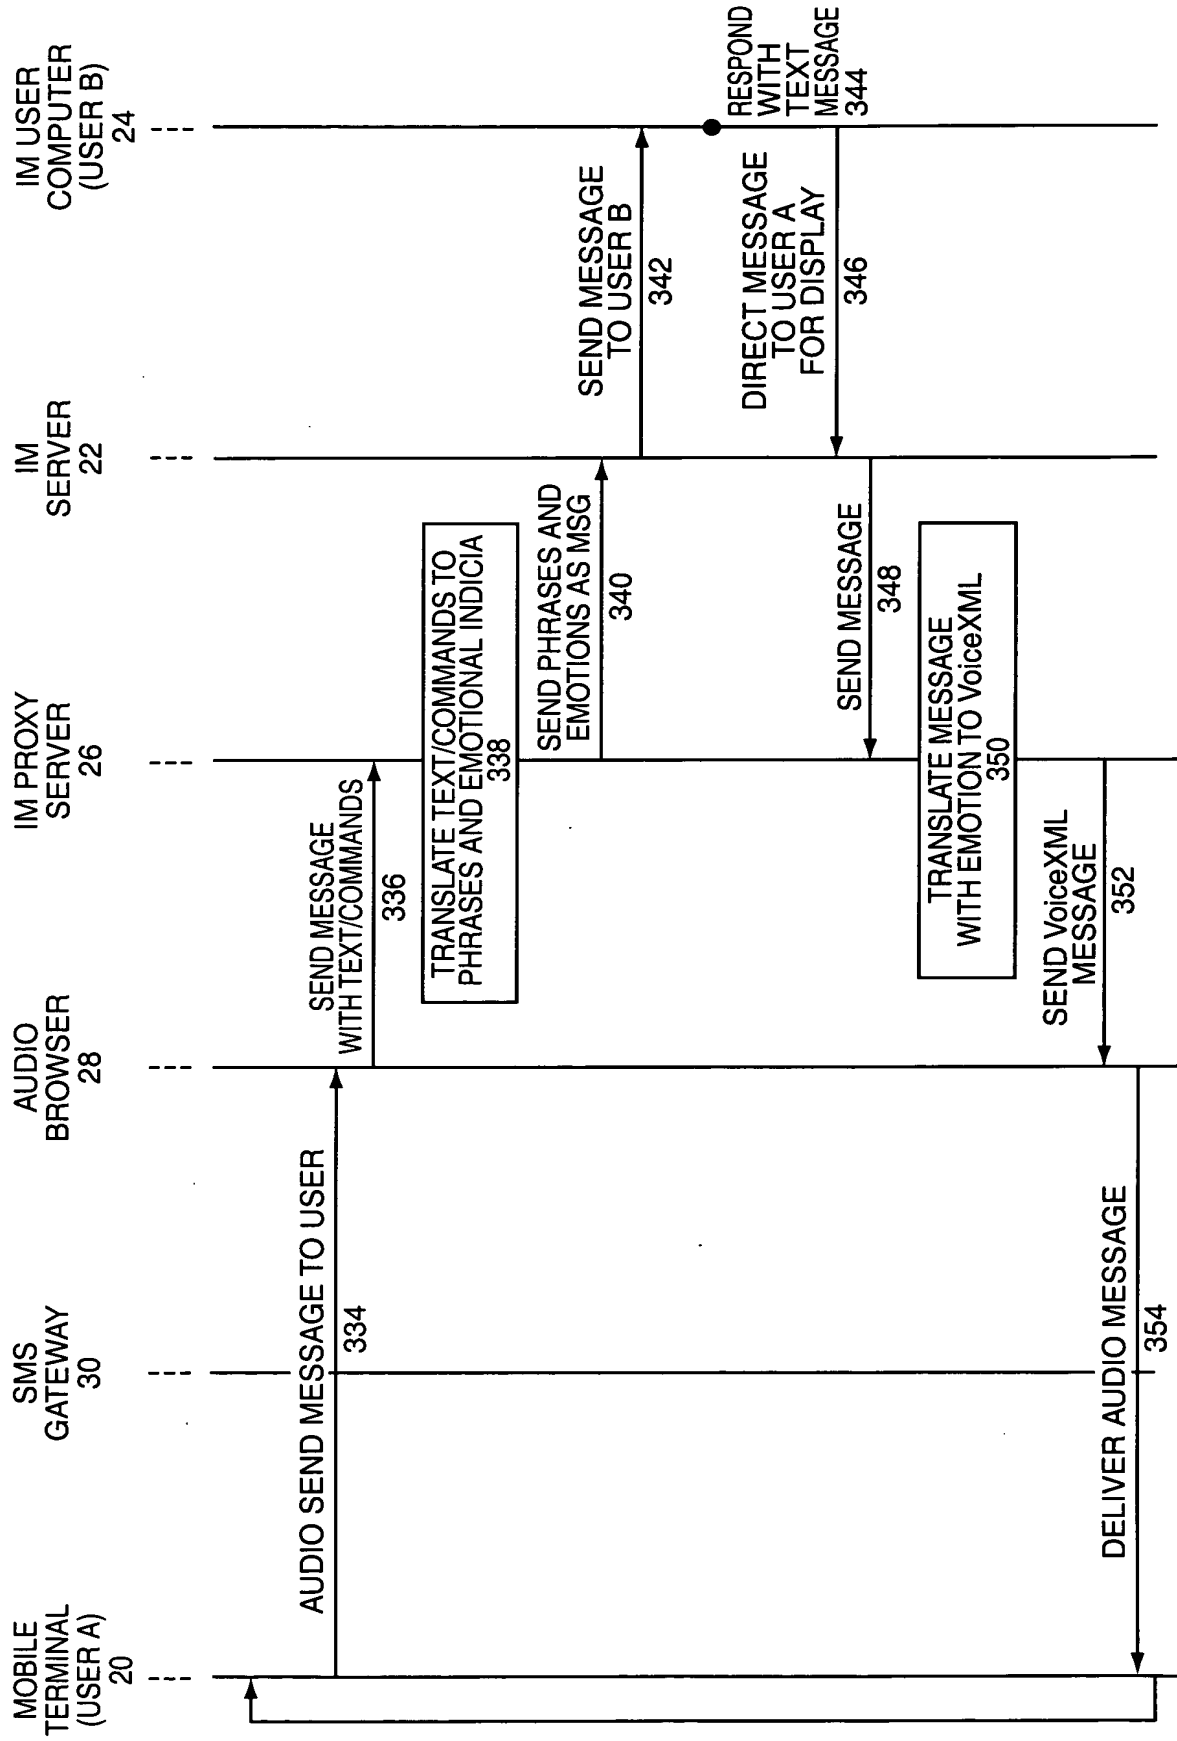 MOBILE
TERMINAL
(USER A)
20
SMS
GATEWAY
30
AUDIO
BROWSER
28
IM PROXY
SERVER
26
IM
SERVER
22
IM USER
COMPUTER
(USER B)
24
AUDIO SEND MESSAGE TO USER
334
SEND MESSAGE
WITH TEXT/COMMANDS
336
TRANSLATE TEXT/COMMANDS TO
PHRASES AND EMOTIONAL INDICIA
338
SEND PHRASES AND
EMOTIONS AS MSG
340
SEND MESSAGE
TO USER B
342
RESPOND
WITH
TEXT
MESSAGE
344
DIRECT MESSAGE
TO USER A
FOR DISPLAY
346
SEND MESSAGE
348
TRANSLATE MESSAGE
WITH EMOTION TO VoiceXML
350
SEND VoiceXML
MESSAGE
352
DELIVER AUDIO MESSAGE
354